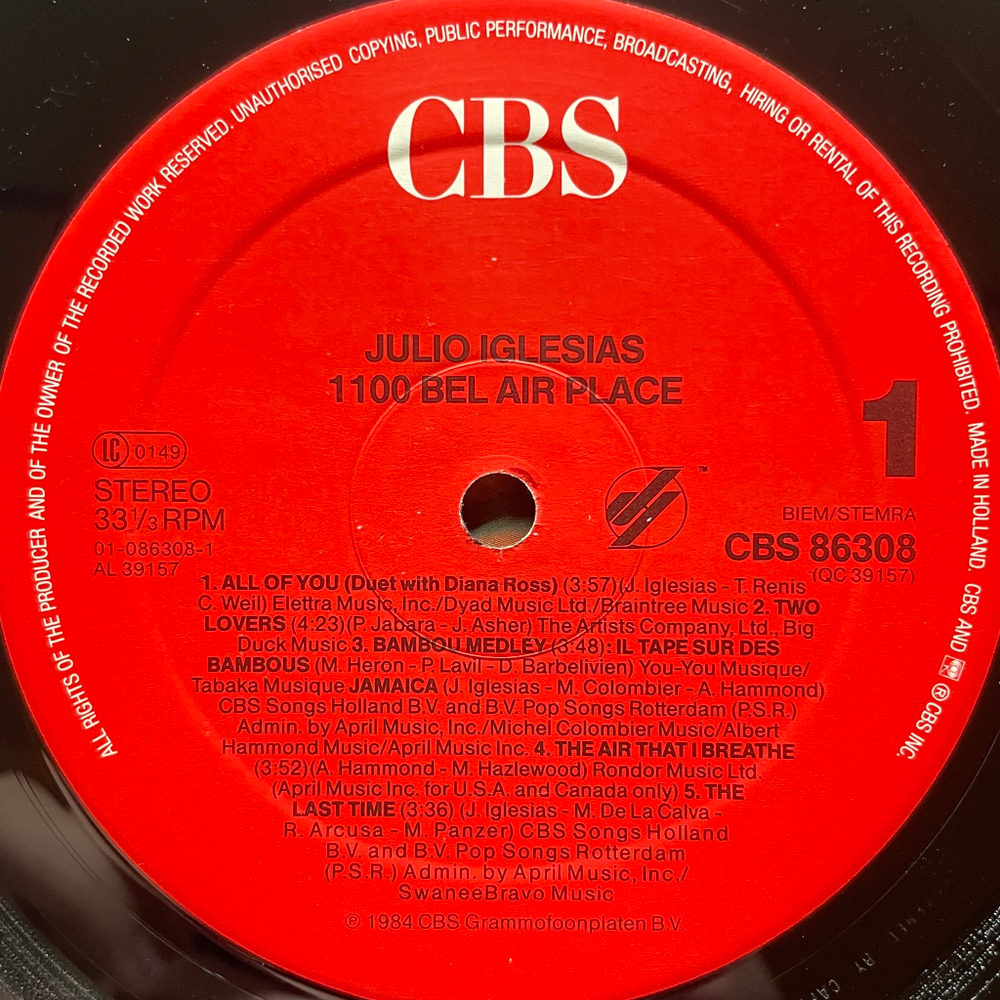 ALL RIGHTS OF THE PRODUCER AND OF THE OWNER OF THE RECORDED WORK RESERVED. UNAUTHORISED COPYING, PUBLIC PERFORMANCE, BROADCASTING, HIRING OR RENTAL OF THIS RECORDING PROHIBITED. MADE IN HOLLAND. CBS AND ℗ CBS INC.
CBS
JULIO IGLESIAS
1100 BEL AIR PLACE
1
LC 0149
STEREO
33 1/3 RPM
01-086308-1
AL 39157
TM
BIEM/STEMRA
CBS 86308
(QC 39157)
1. ALL OF YOU (Duet with Diana Ross) (3:57)(J. Iglesias - T. Renis
C. Weil) Elettra Music, Inc./Dyad Music Ltd./Braintree Music 2. TWO
LOVERS (4:23)(P. Jabara - J. Asher) The Artists Company, Ltd., Big
Duck Music 3. BAMBOU MEDLEY (3:48): IL TAPE SUR DES
BAMBOUS (M. Heron - P. Lavil - D. Barbelivien) You-You Musique/
Tabaka Musique JAMAICA (J. Iglesias - M. Colombier - A. Hammond)
CBS Songs Holland B.V. and B.V. Pop Songs Rotterdam (P.S.R.)
Admin. by April Music, Inc./Michel Colombier Music/Albert
Hammond Music/April Music Inc. 4. THE AIR THAT I BREATHE
(3:52)(A. Hammond - M. Hazlewood) Rondor Music Ltd.
(April Music Inc. for U.S.A. and Canada only) 5. THE
LAST TIME (3:36) (J. Iglesias - M. De La Calva -
R. Arcusa - M. Panzer) CBS Songs Holland
B.V. and B.V. Pop Songs Rotterdam
(P.S.R.) Admin. by April Music, Inc./
SwaneeBravo Music
℗ 1984 CBS Grammofoonplaten B.V.